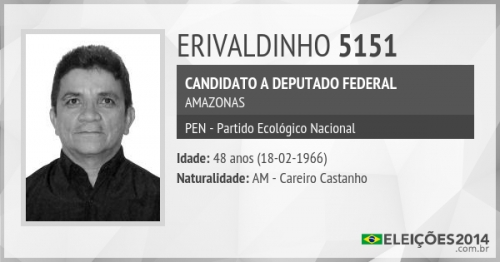 ERIVALDINHO 5151
CANDIDATO A DEPUTADO FEDERAL
AMAZONAS
PEN - Partido Ecológico Nacional
Idade: 48 anos (18-02-1966)
Naturalidade: AM - Careiro Castanho
ELEIÇÕES2014
.com.br